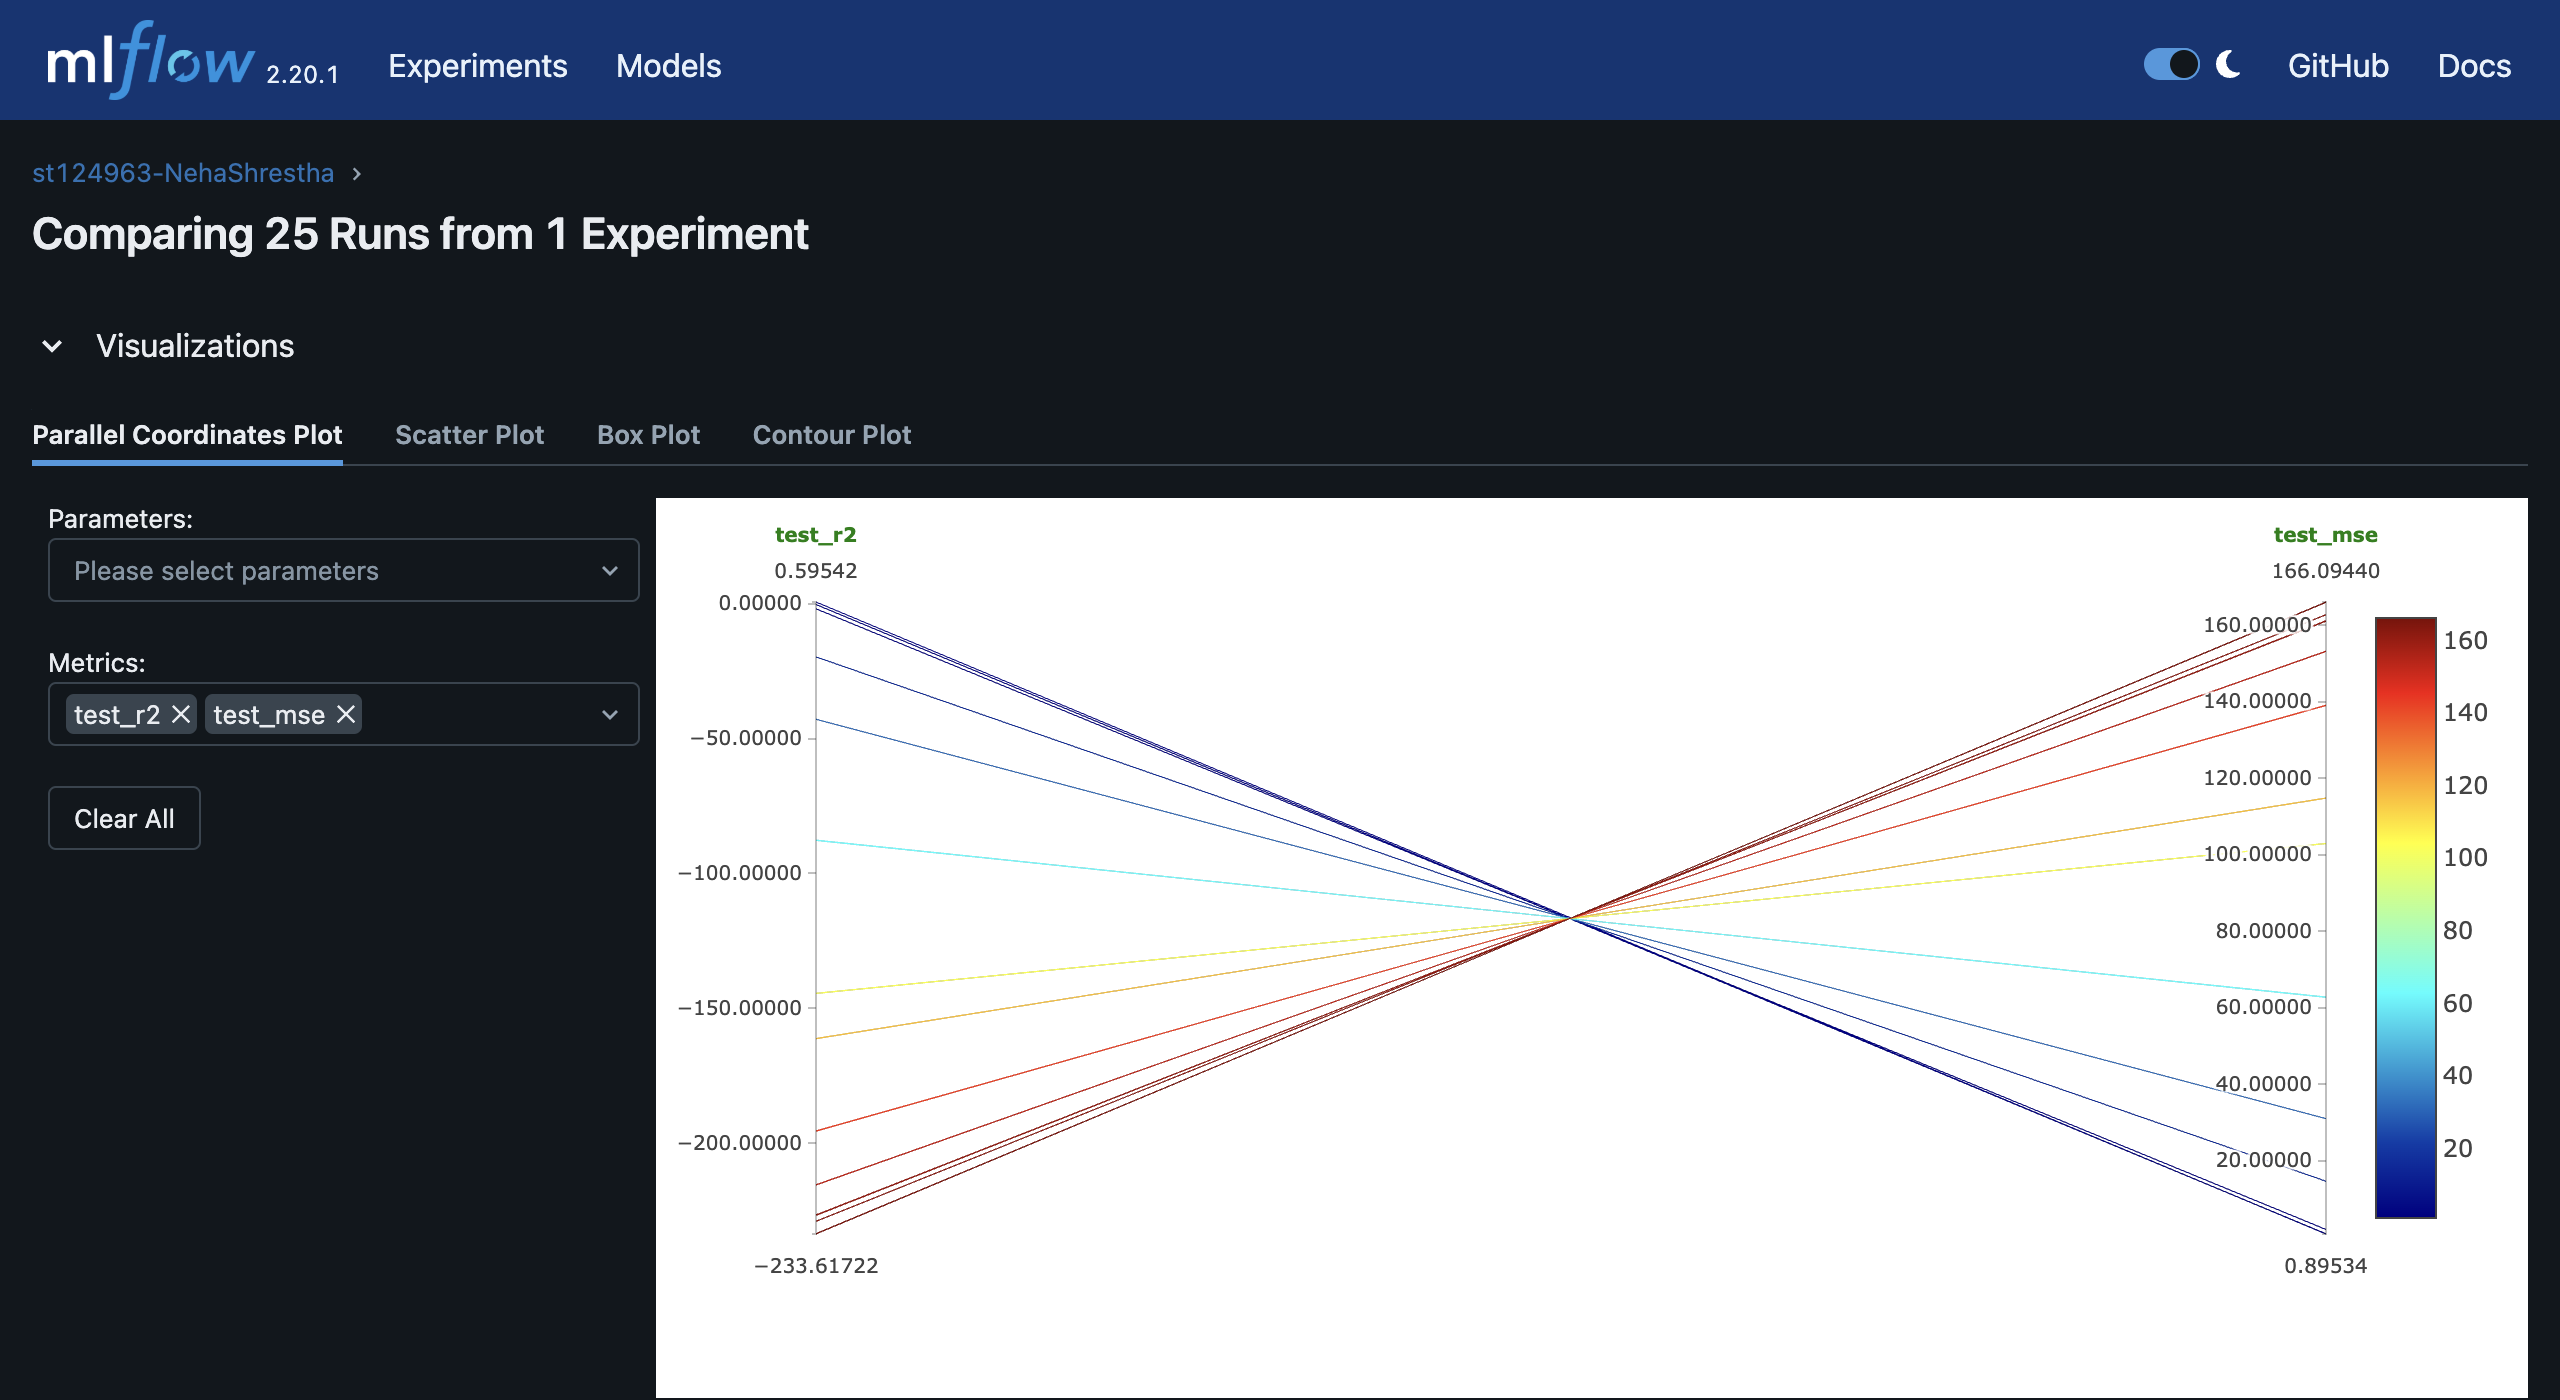 mlflow 2.20.1 Experiments Models GitHub Docs
st124963-NehaShrestha
Comparing 25 Runs from 1 Experiment
Visualizations
Parallel Coordinates Plot Scatter Plot Box Plot Contour Plot
Parameters:
Please select parameters
Metrics:
test_r2 test_mse
Clear All
test_r2
0.59542
0.00000
−50.00000
−100.00000
−150.00000
−200.00000
−233.61722
test_mse
166.09440
160.00000
140.00000
120.00000
100.00000
80.00000
60.00000
40.00000
20.00000
0.89534
160
140
120
100
80
60
40
20